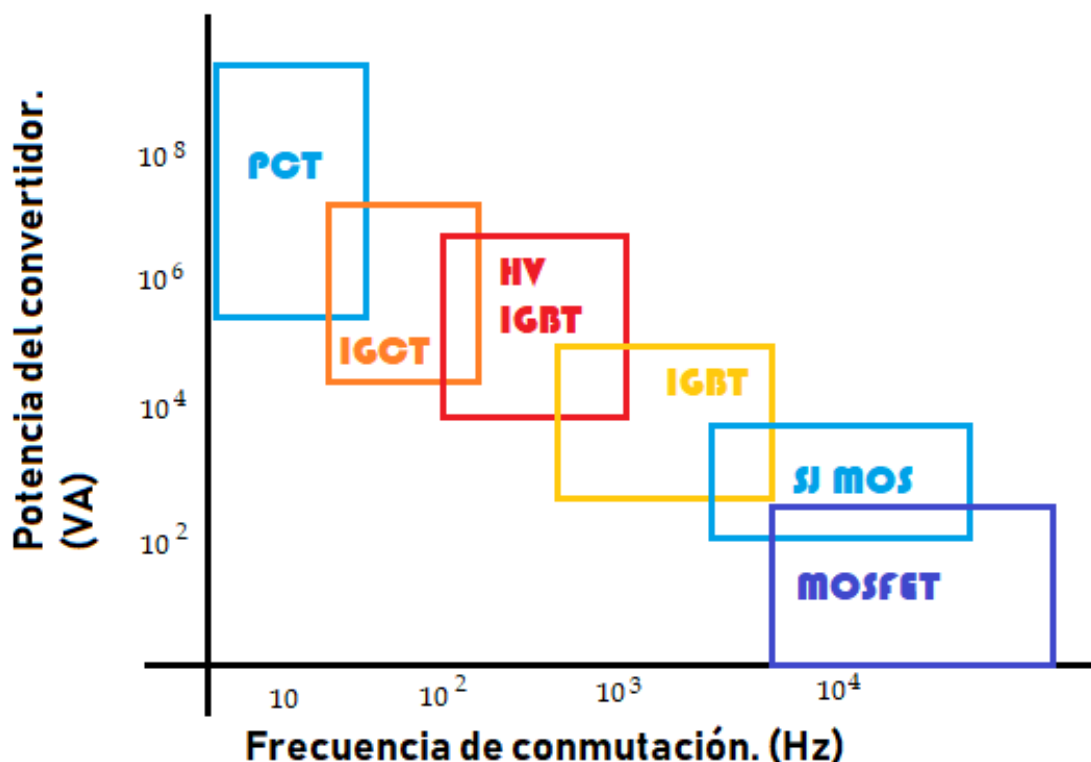 Potencia del convertidor.
(VA)
10⁸
10⁶
10⁴
10²
PCT
IGCT
HV
IGBT
IGBT
SJ MOS
MOSFET
10 10² 10³ 10⁴
Frecuencia de conmutación. (Hz)